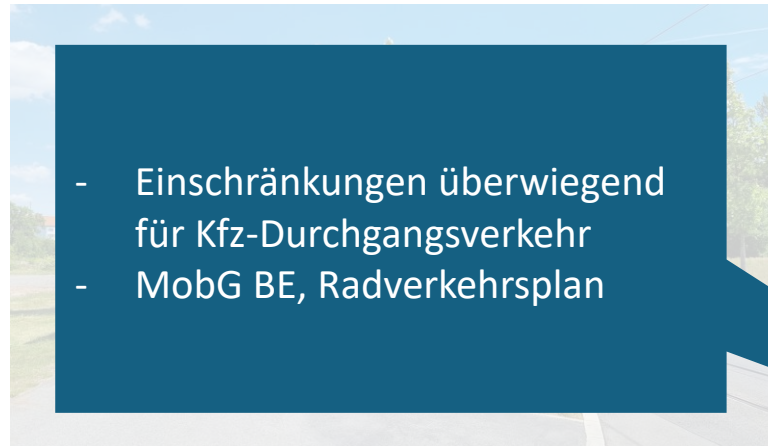 - Einschränkungen überwiegend
für Kfz-Durchgangsverkehr
- MobG BE, Radverkehrsplan